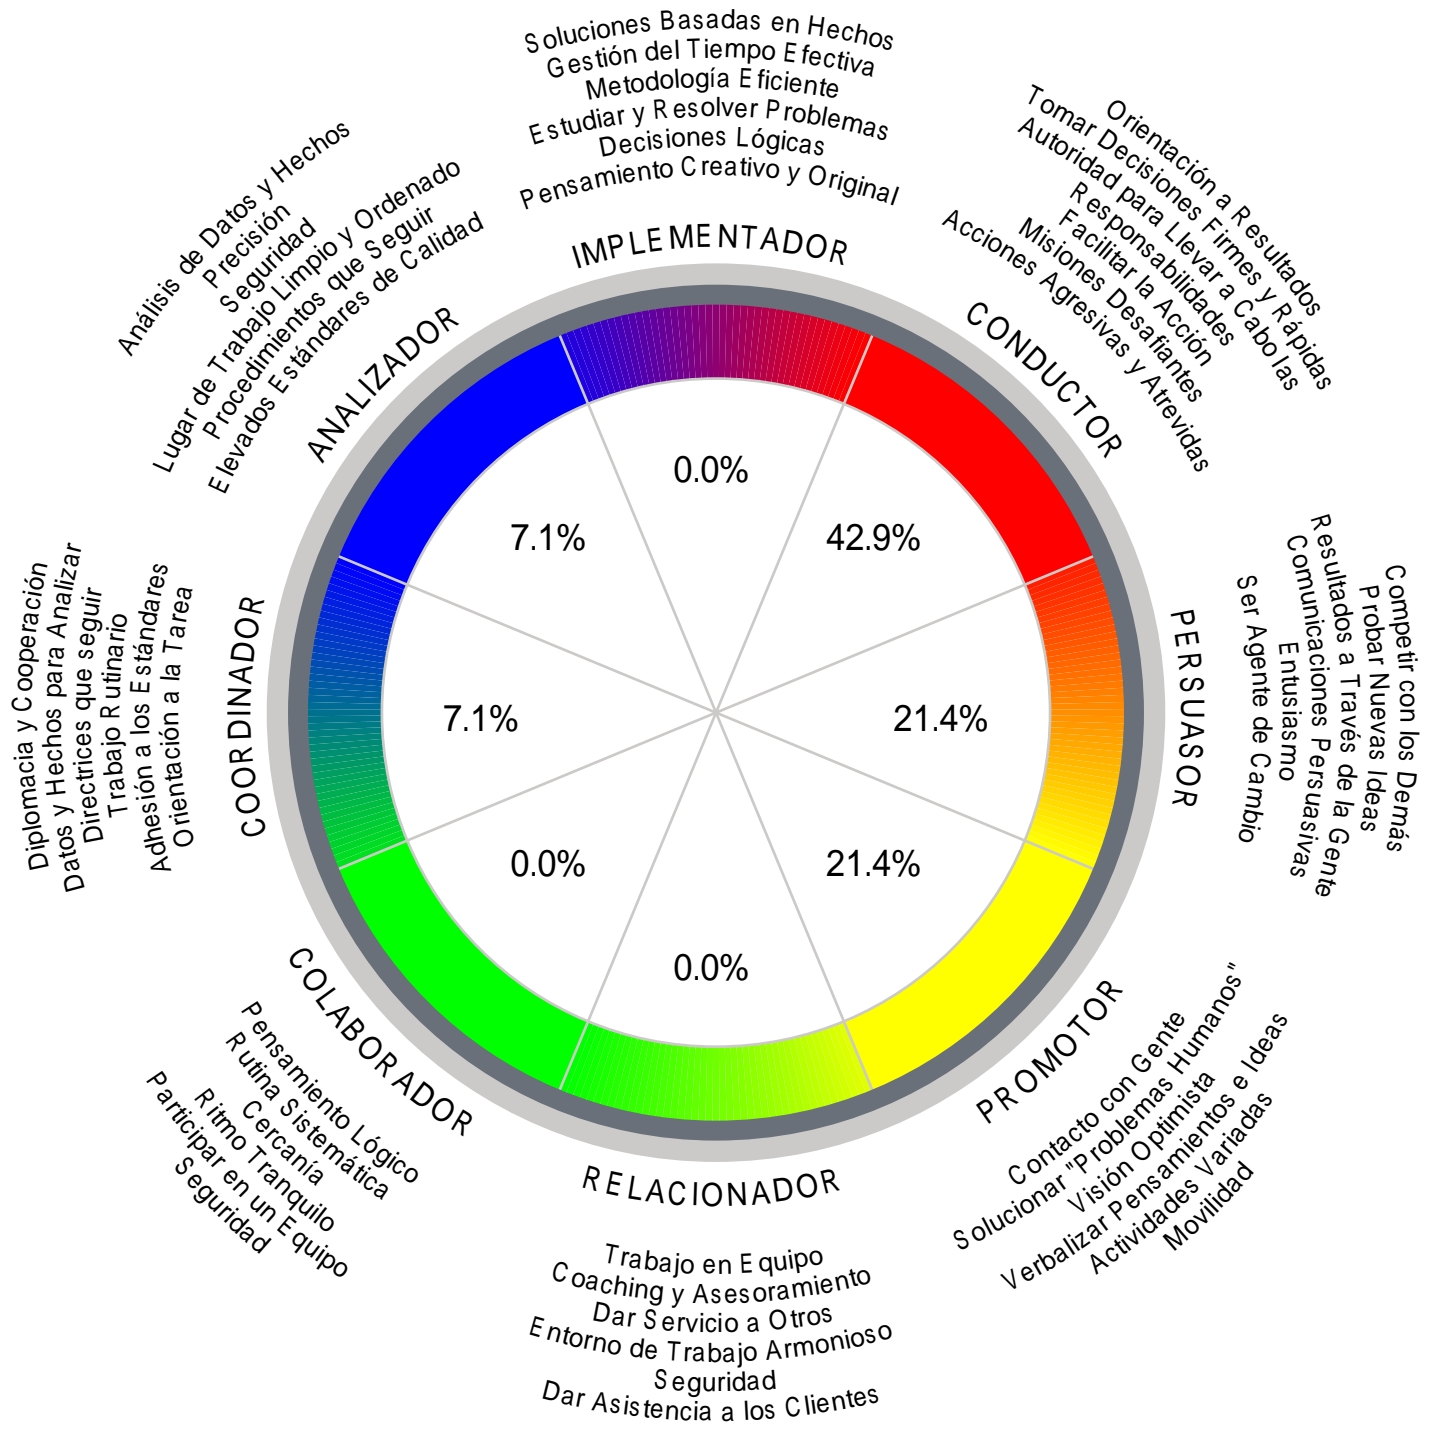 Soluciones Basadas en Hechos
Gestión del Tiempo Efectiva
Metodología Eficiente
Estudiar y Resolver Problemas
Decisiones Lógicas
Pensamiento Creativo y Original
IMPLEMENTADOR
0.0%
Orientación a Resultados
Tomar Decisiones Firmes y Rápidas
Autoridad para Llevar a Cabo las
Responsabilidades
Facilitar la Acción
Misiones Desafiantes
Acciones Agresivas y Atrevidas
CONDUCTOR
42.9%
Competir con los Demás
Probar Nuevas Ideas
Resultados a Través de la Gente
Comunicaciones Persuasivas
Entusiasmo
Ser Agente de Cambio
PERSUASOR
21.4%
PROMOTOR
21.4%
Contacto con Gente
Solucionar "Problemas Humanos"
Visión Optimista
Verbalizar Pensamientos e Ideas
Actividades Variadas
Movilidad
RELACIONADOR
0.0%
Trabajo en Equipo
Coaching y Asesoramiento
Dar Servicio a Otros
Entorno de Trabajo Armonioso
Seguridad
Dar Asistencia a los Clientes
COLABORADOR
0.0%
Pensamiento Lógico
Rutina Sistemática
Cercanía
Ritmo Tranquilo
Participar en un Equipo
Seguridad
Diplomacia y Cooperación
Datos y Hechos para Analizar
Directrices que seguir
Trabajo Rutinario
Adhesión a los Estándares
Orientación a la Tarea
COORDINADOR
7.1%
Análisis de Datos y Hechos
Precisión
Seguridad
Lugar de Trabajo Limpio y Ordenado
Procedimientos que Seguir
Elevados Estándares de Calidad
ANALIZADOR
7.1%